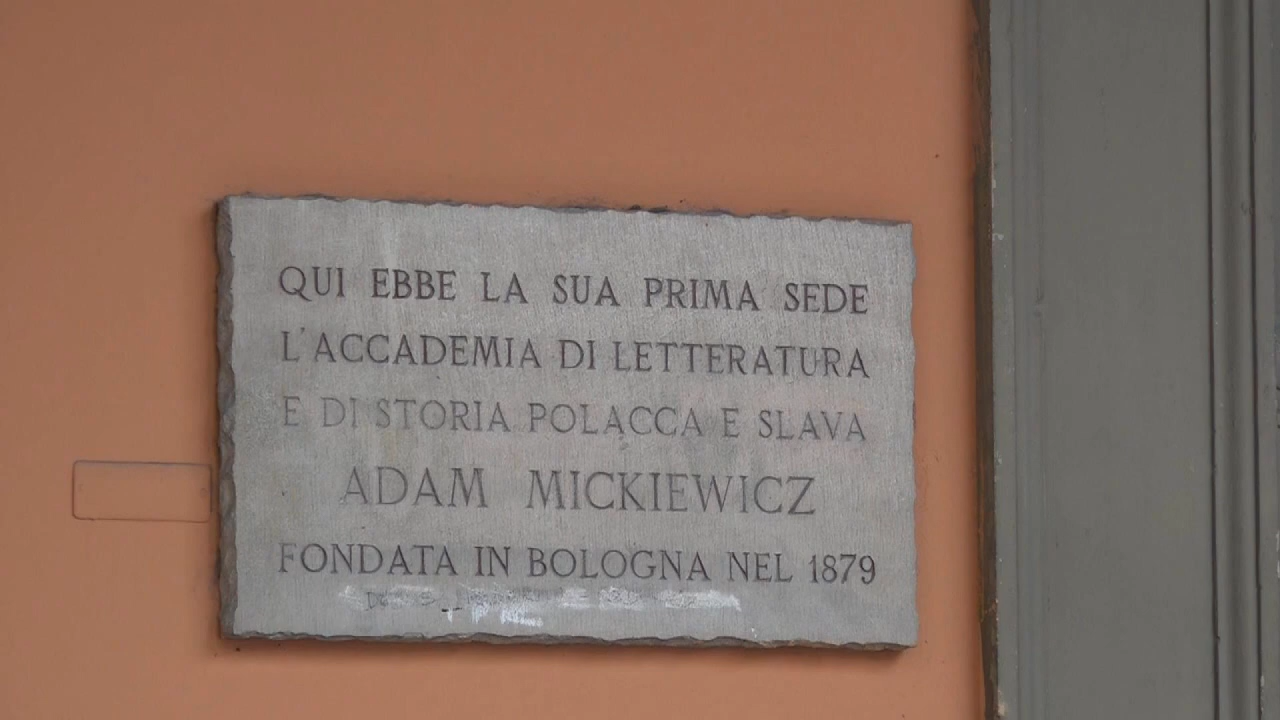 QUI EBBE LA SUA PRIMA SEDE
L'ACCADEMIA DI LETTERATURA
E DI STORIA POLACCA E SLAVA
ADAM MICKIEWICZ
FONDATA IN BOLOGNA NEL 1879